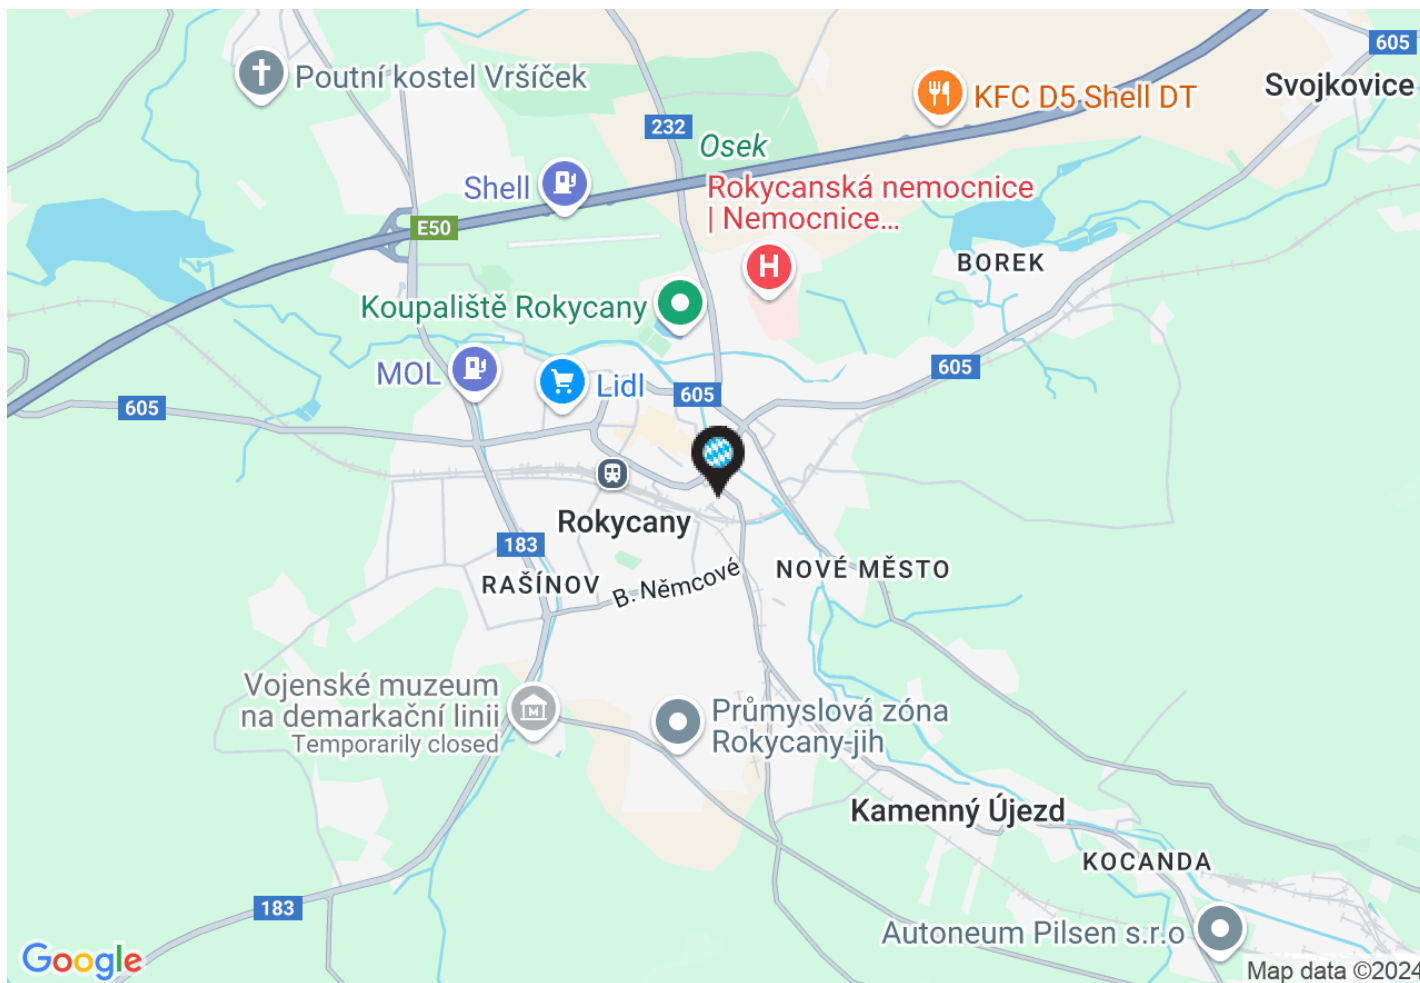 605
Svojkovice
Poutní kostel Vršíček
KFC D5 Shell DT
232
Osek
Shell
Rokycanská nemocnice
| Nemocnice...
E50
H
BOREK
Koupaliště Rokycany
MOL
Lidl
605
605
605
Rokycany
183
RAŠÍNOV
B. Němcové
NOVÉ MĚSTO
Vojenské muzeum
na demarkační linii
Temporarily closed
M
Průmyslová zóna
Rokycany-jih
Kamenný Újezd
KOCANDA
183
Autoneum Pilsen s.r.o
Google
Map data ©2024